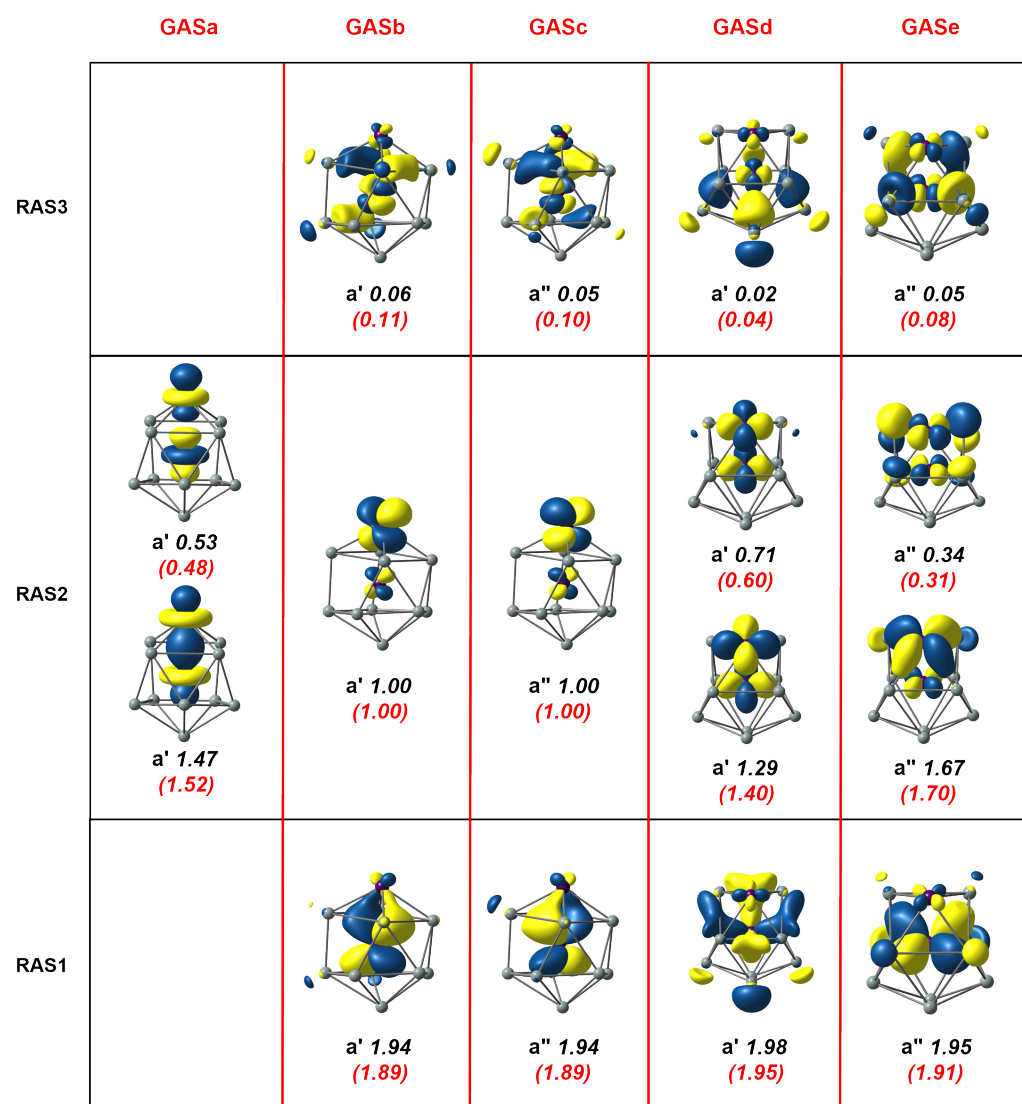 GASa GASb GASc GASd GASe
RAS3
a' 0.06 a" 0.05 a' 0.02 a" 0.05
(0.11) (0.10) (0.04) (0.08)
RAS2
a' 0.53 a' 0.71 a" 0.34
(0.48) (0.60) (0.31)
a' 1.00 a" 1.00
(1.00) (1.00)
a' 1.47 a' 1.29 a" 1.67
(1.52) (1.40) (1.70)
RAS1
a' 1.94 a" 1.94 a' 1.98 a" 1.95
(1.89) (1.89) (1.95) (1.91)